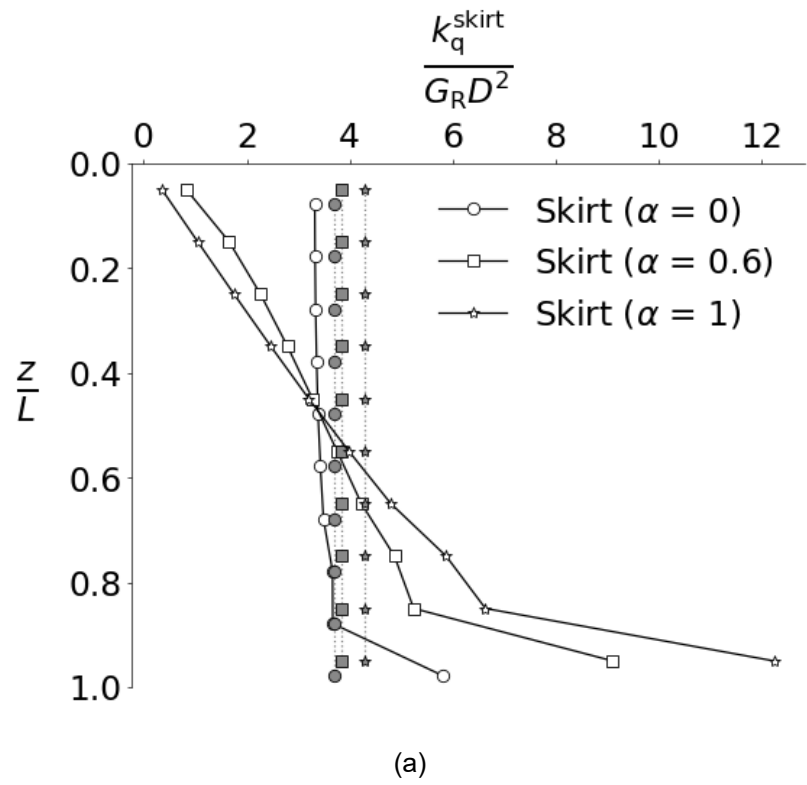 k_q^skirt
G_R D^2
0 2 4 6 8 10 12
0.0
Skirt (α = 0)
0.2
Skirt (α = 0.6)
Skirt (α = 1)
z
L
0.4
0.6
0.8
1.0
(a)